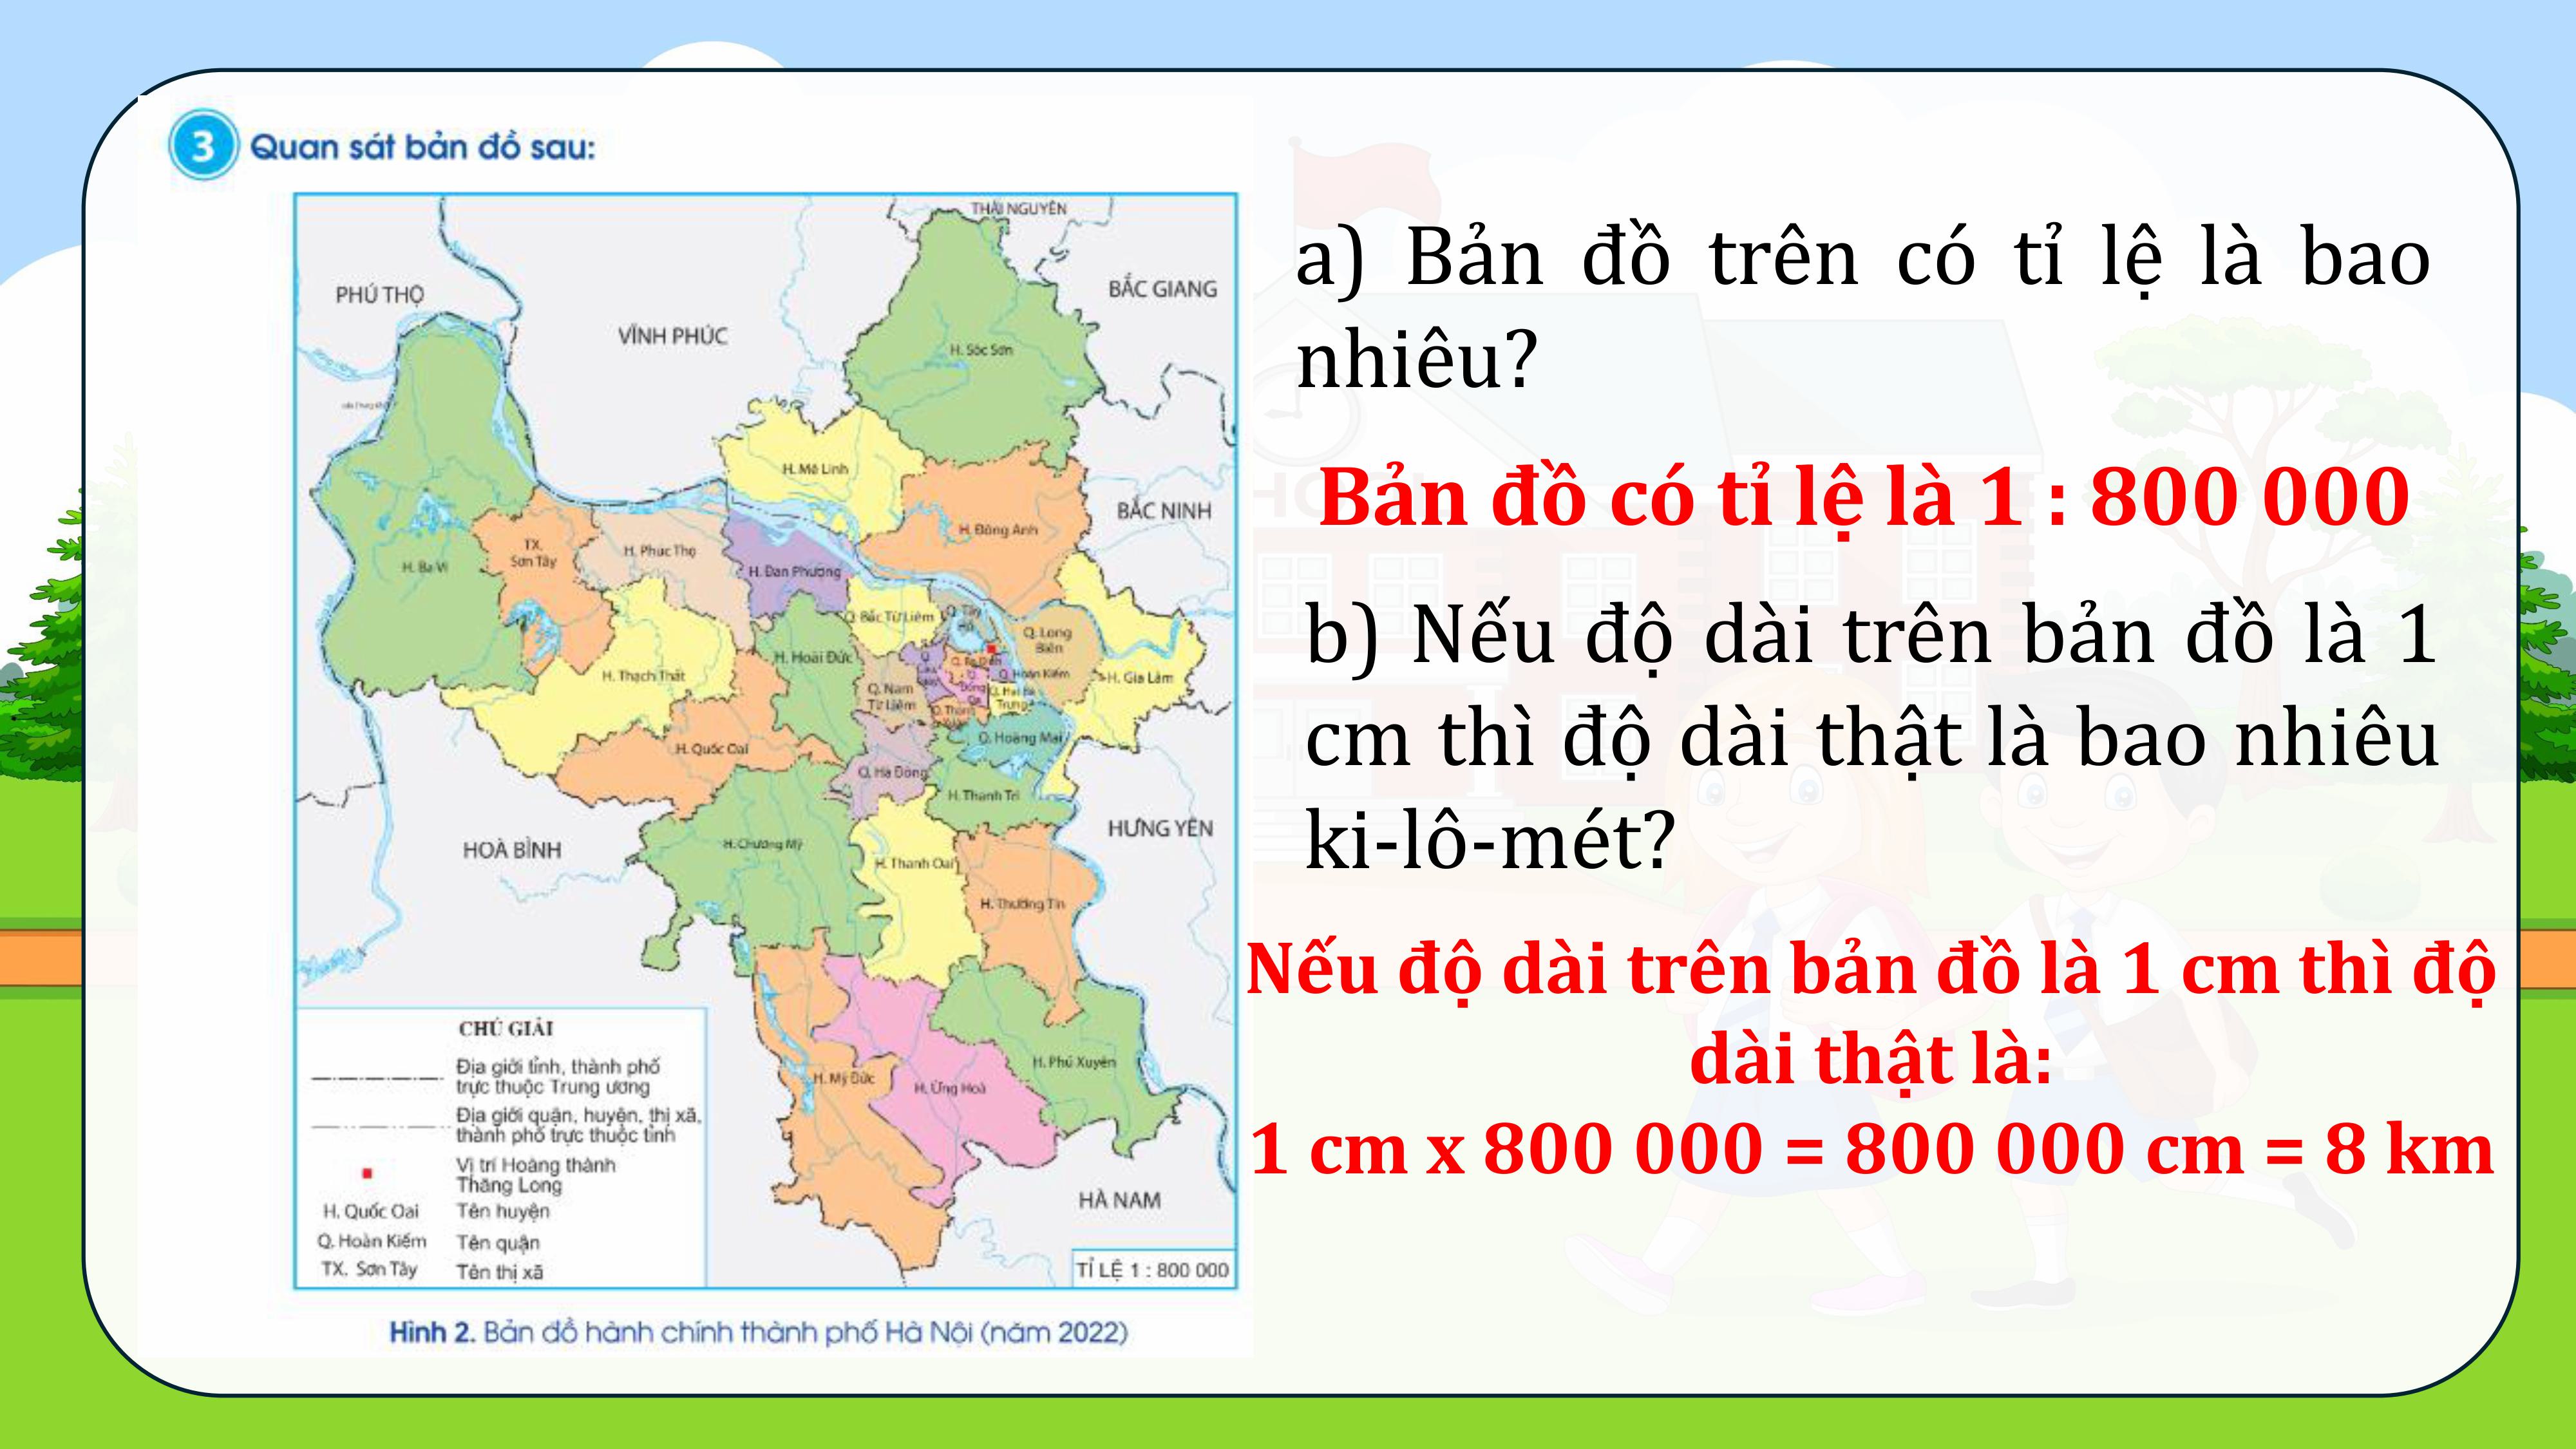 3 Quan sát bản đồ sau:
THÁI NGUYÊN
PHÚ THỌ
BẮC GIANG
VĨNH PHÚC
H. Sóc Sơn
H. Mê Linh
BẮC NINH
H. Đông Anh
TX.
Sơn Tây
H. Phúc Thọ
H. Ba Vì
H. Đan Phượng
Q. Bắc Từ Liêm
Q. Tây
Hồ
Q. Long
Biên
H. Hoài Đức
H. Thạch Thất
Q. Hoàn Kiếm
H. Gia Lâm
Q. Nam
Từ Liêm
Q. Hai Bà
Trưng
H. Quốc Oai
Q. Hoàng Mai
Q. Hà Đông
H. Thanh Trì
HƯNG YÊN
HOÀ BÌNH
H. Chương Mỹ
H. Thanh Oai
H. Thường Tín
H. Phú Xuyên
H. Mỹ Đức
H. Ứng Hoà
HÀ NAM
CHÚ GIẢI
Địa giới tỉnh, thành phố
trực thuộc Trung ương
Địa giới quận, huyện, thị xã,
thành phố trực thuộc tỉnh
Vị trí Hoàng thành
Thăng Long
H. Quốc Oai Tên huyện
Q. Hoàn Kiếm Tên quận
TX. Sơn Tây Tên thị xã
TỈ LỆ 1 : 800 000
Hình 2. Bản đồ hành chính thành phố Hà Nội (năm 2022)
a) Bản đồ trên có tỉ lệ là bao
nhiêu?
Bản đồ có tỉ lệ là 1 : 800 000
b) Nếu độ dài trên bản đồ là 1
cm thì độ dài thật là bao nhiêu
ki-lô-mét?
Nếu độ dài trên bản đồ là 1 cm thì độ
dài thật là:
1 cm x 800 000 = 800 000 cm = 8 km